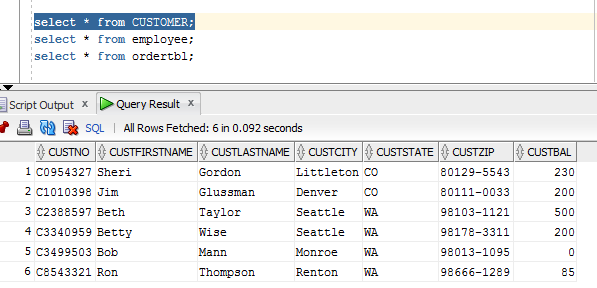 select * from CUSTOMER;
select * from employee;
select * from ordertbl;
Script Output x Query Result x
SQL | All Rows Fetched: 6 in 0.092 seconds
CUSTNO CUSTFIRSTNAME CUSTLASTNAME CUSTCITY CUSTSTATE CUSTZIP CUSTBAL
1 C0954327 Sheri Gordon Littleton CO 80129-5543 230
2 C1010398 Jim Glussman Denver CO 80111-0033 200
3 C2388597 Beth Taylor Seattle WA 98103-1121 500
4 C3340959 Betty Wise Seattle WA 98178-3311 200
5 C3499503 Bob Mann Monroe WA 98013-1095 0
6 C8543321 Ron Thompson Renton WA 98666-1289 85